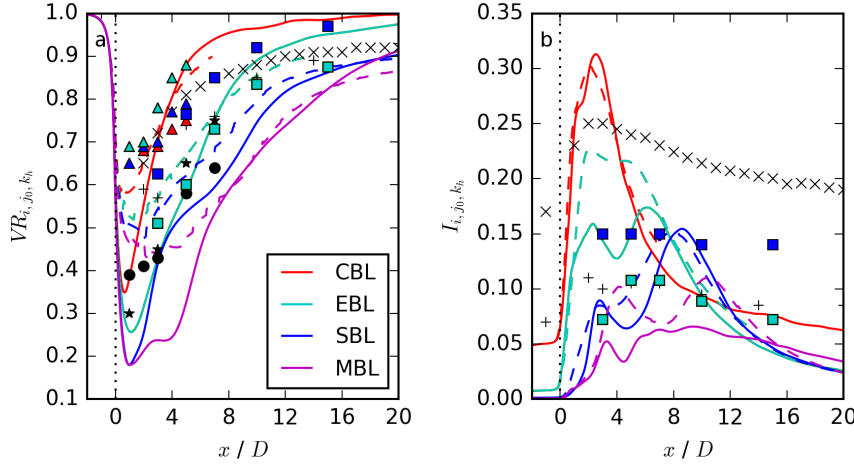 a
1.0
0.9
0.8
0.7
0.6
0.5
0.4
0.3
0.2
0.1
VR_{i, j_0, k_h}
0 4 8 12 16 20
x / D
CBL
EBL
SBL
MBL
b
0.35
0.30
0.25
0.20
0.15
0.10
0.05
0.00
I_{i, j_0, k_h}
0 4 8 12 16 20
x / D